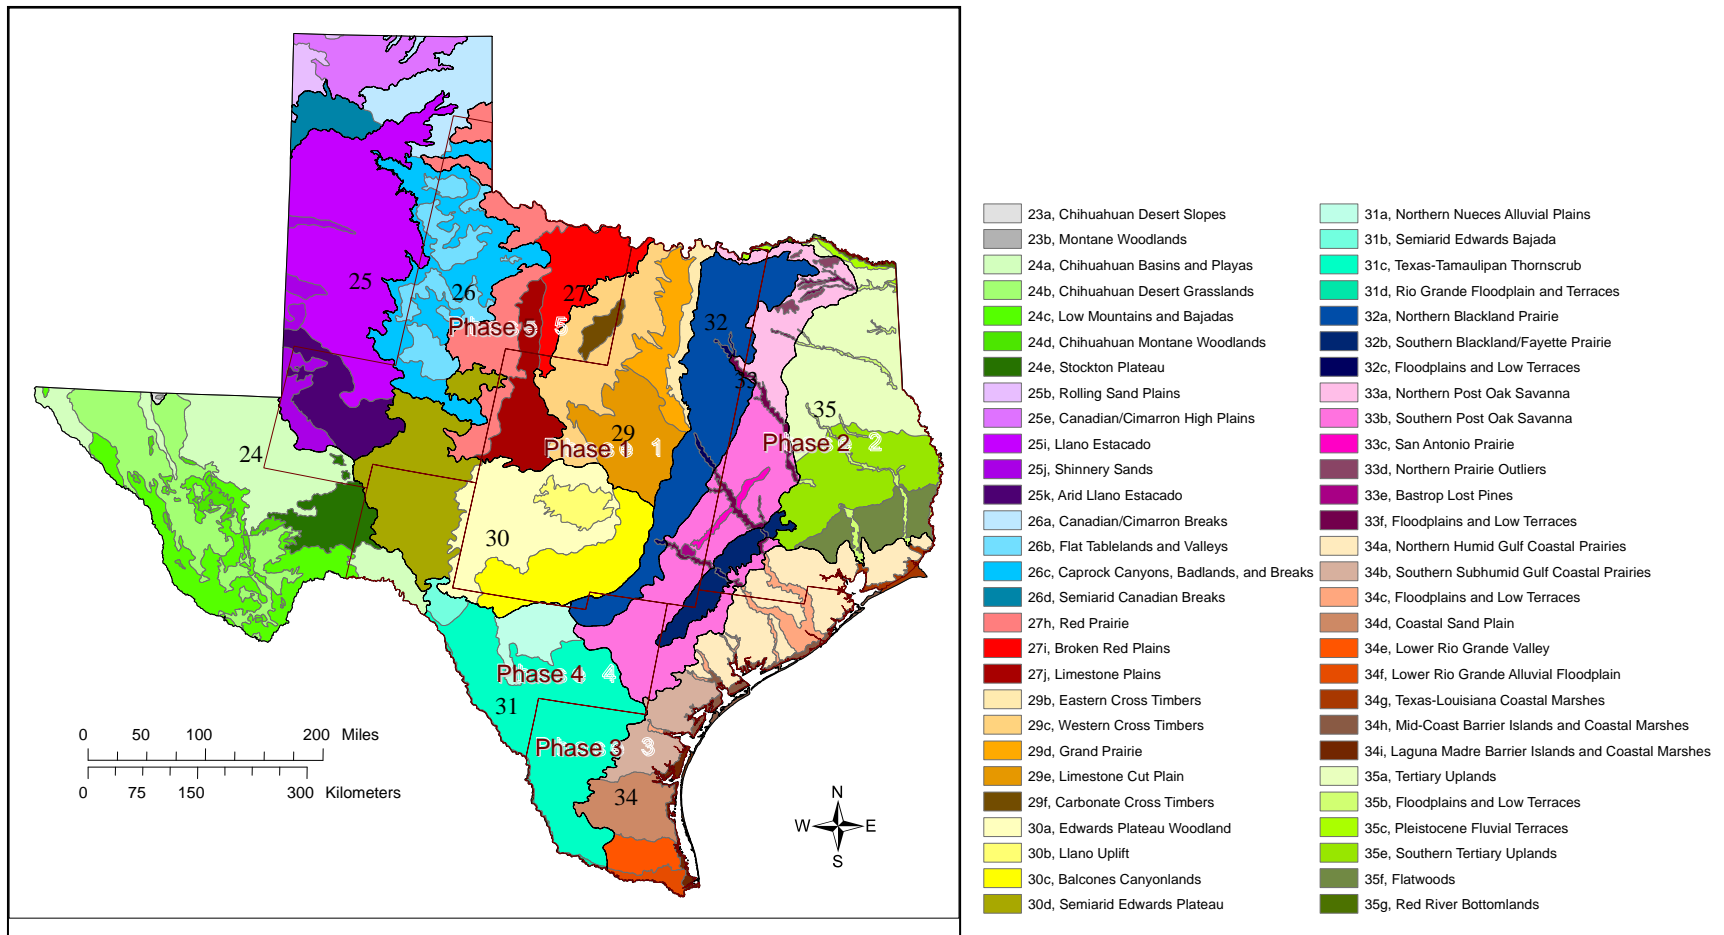 25
26
27
32
33
Phase 5 5
24
29
35
Phase 1 1
Phase 2 2
30
Phase 4 4
31
Phase 3 3
34
0 50 100 200 Miles
0 75 150 300 Kilometers
N
W E
S
23a, Chihuahuan Desert Slopes
23b, Montane Woodlands
24a, Chihuahuan Basins and Playas
24b, Chihuahuan Desert Grasslands
24c, Low Mountains and Bajadas
24d, Chihuahuan Montane Woodlands
24e, Stockton Plateau
25b, Rolling Sand Plains
25e, Canadian/Cimarron High Plains
25i, Llano Estacado
25j, Shinnery Sands
25k, Arid Llano Estacado
26a, Canadian/Cimarron Breaks
26b, Flat Tablelands and Valleys
26c, Caprock Canyons, Badlands, and Breaks
26d, Semiarid Canadian Breaks
27h, Red Prairie
27i, Broken Red Plains
27j, Limestone Plains
29b, Eastern Cross Timbers
29c, Western Cross Timbers
29d, Grand Prairie
29e, Limestone Cut Plain
29f, Carbonate Cross Timbers
30a, Edwards Plateau Woodland
30b, Llano Uplift
30c, Balcones Canyonlands
30d, Semiarid Edwards Plateau
31a, Northern Nueces Alluvial Plains
31b, Semiarid Edwards Bajada
31c, Texas-Tamaulipan Thornscrub
31d, Rio Grande Floodplain and Terraces
32a, Northern Blackland Prairie
32b, Southern Blackland/Fayette Prairie
32c, Floodplains and Low Terraces
33a, Northern Post Oak Savanna
33b, Southern Post Oak Savanna
33c, San Antonio Prairie
33d, Northern Prairie Outliers
33e, Bastrop Lost Pines
33f, Floodplains and Low Terraces
34a, Northern Humid Gulf Coastal Prairies
34b, Southern Subhumid Gulf Coastal Prairies
34c, Floodplains and Low Terraces
34d, Coastal Sand Plain
34e, Lower Rio Grande Valley
34f, Lower Rio Grande Alluvial Floodplain
34g, Texas-Louisiana Coastal Marshes
34h, Mid-Coast Barrier Islands and Coastal Marshes
34i, Laguna Madre Barrier Islands and Coastal Marshes
35a, Tertiary Uplands
35b, Floodplains and Low Terraces
35c, Pleistocene Fluvial Terraces
35e, Southern Tertiary Uplands
35f, Flatwoods
35g, Red River Bottomlands